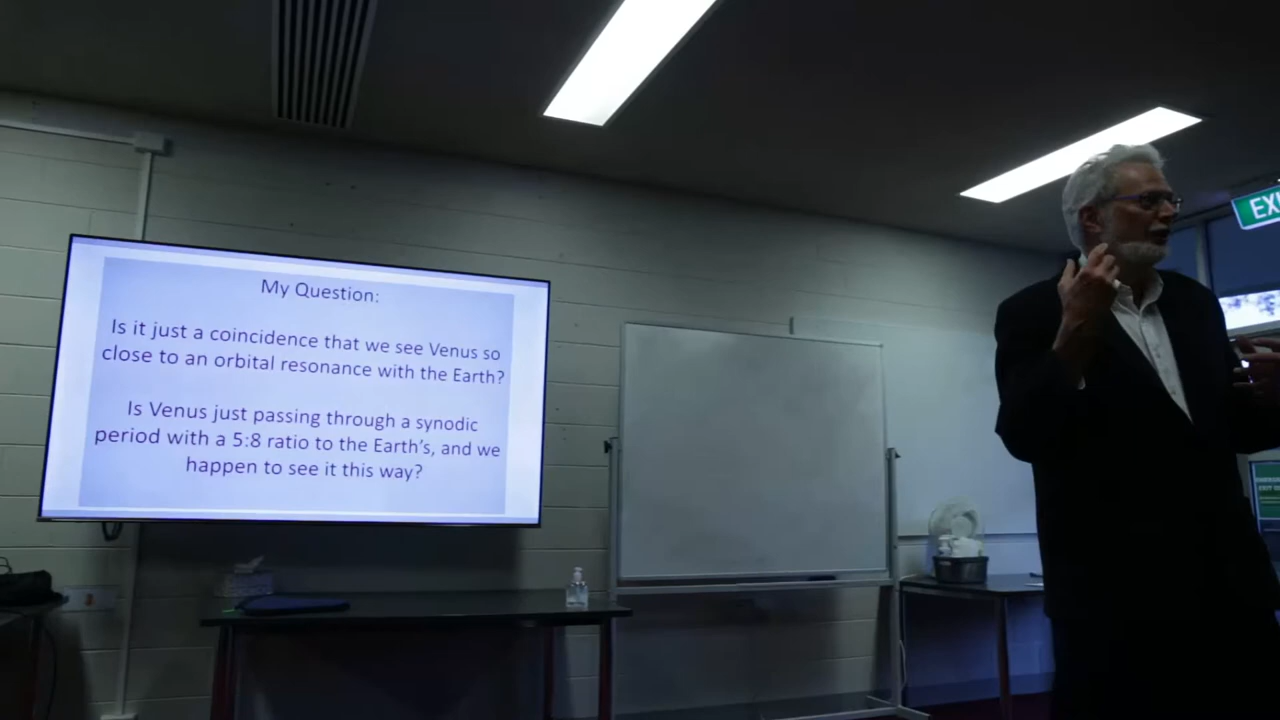 My Question:
Is it just a coincidence that we see Venus so
close to an orbital resonance with the Earth?
Is Venus just passing through a synodic
period with a 5:8 ratio to the Earth's, and we
happen to see it this way?